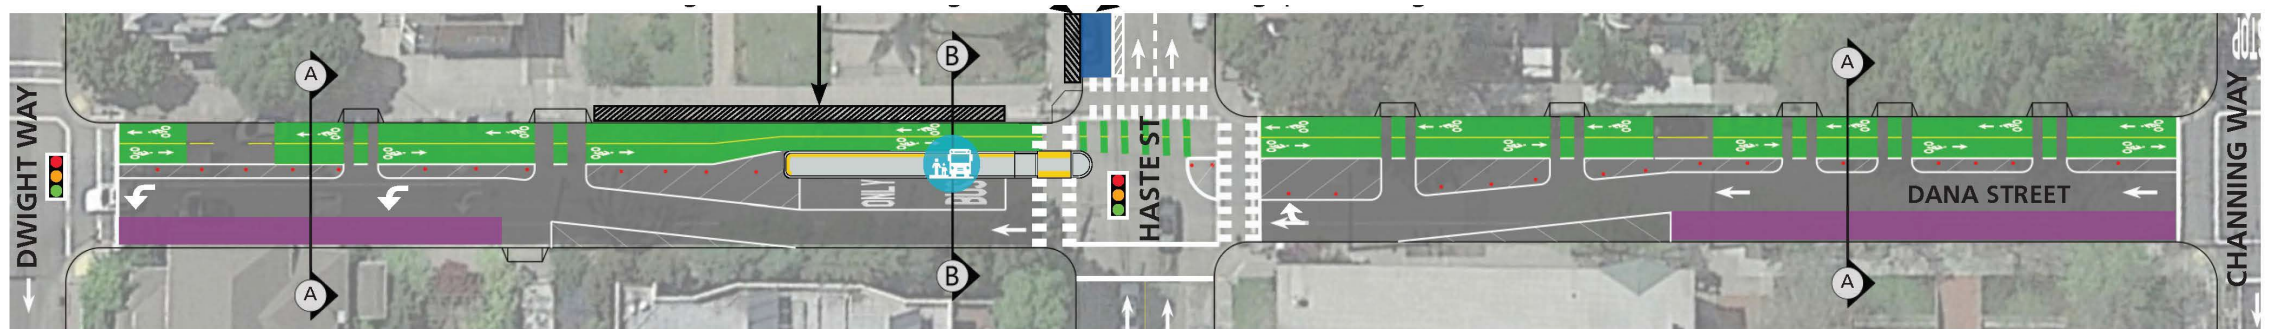 DWIGHT WAY
A
A
B
B
ONLY
BUS
HASTE ST
A
A
DANA STREET
CHANNING WAY
STOP